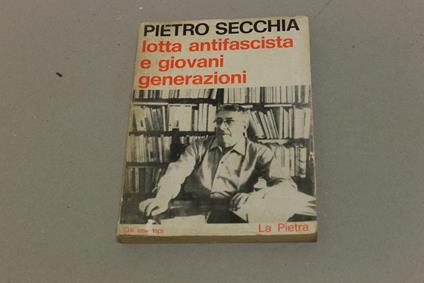 PIETRO SECCHIA
lotta antifascista
e giovani
generazioni
La Pietra